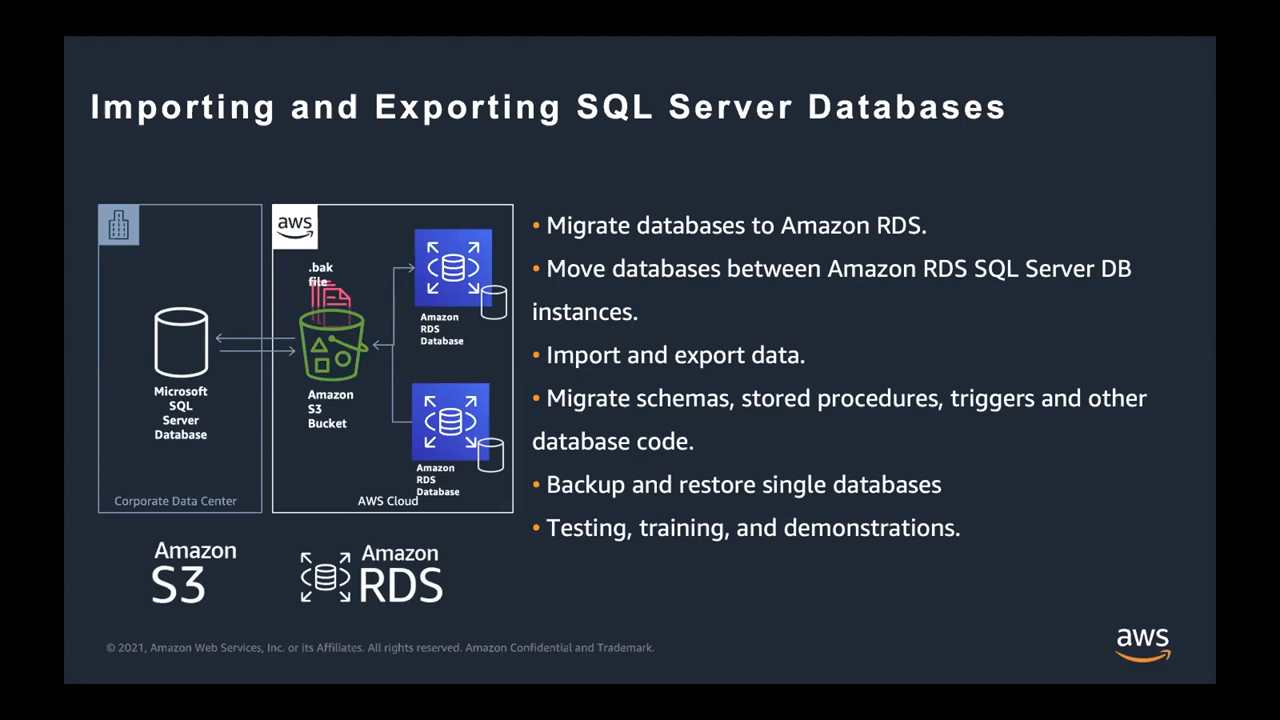 Importing and Exporting SQL Server Databases
aws
.bak
file
Amazon
RDS
Database
Microsoft
SQL
Server
Database
Amazon
S3
Bucket
Amazon
RDS
Database
Corporate Data Center
AWS Cloud
• Migrate databases to Amazon RDS.
• Move databases between Amazon RDS SQL Server DB
instances.
• Import and export data.
• Migrate schemas, stored procedures, triggers and other
database code.
• Backup and restore single databases
• Testing, training, and demonstrations.
Amazon
S3
Amazon
RDS
© 2021, Amazon Web Services, Inc. or its Affiliates. All rights reserved. Amazon Confidential and Trademark.
aws